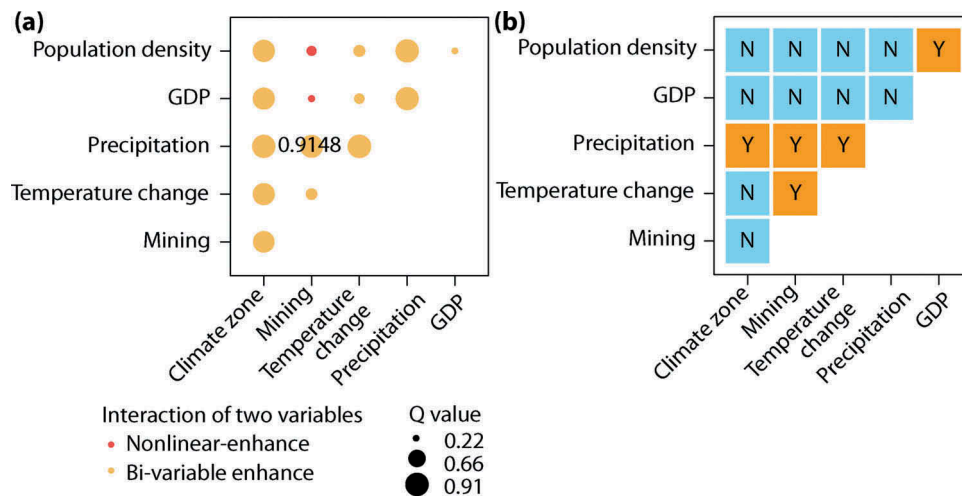 (a)
Population density
GDP
Precipitation
Temperature change
Mining
0.9148
Climate zone
Mining
Temperature
change
Precipitation
GDP
Interaction of two variables
Nonlinear-enhance
Bi-variable enhance
Q value
0.22
0.66
0.91
(b)
Population density
N N N N Y
GDP
N N N N
Precipitation
Y Y Y
Temperature change
N Y
Mining
N
Climate zone
Mining
Temperature
change
Precipitation
GDP